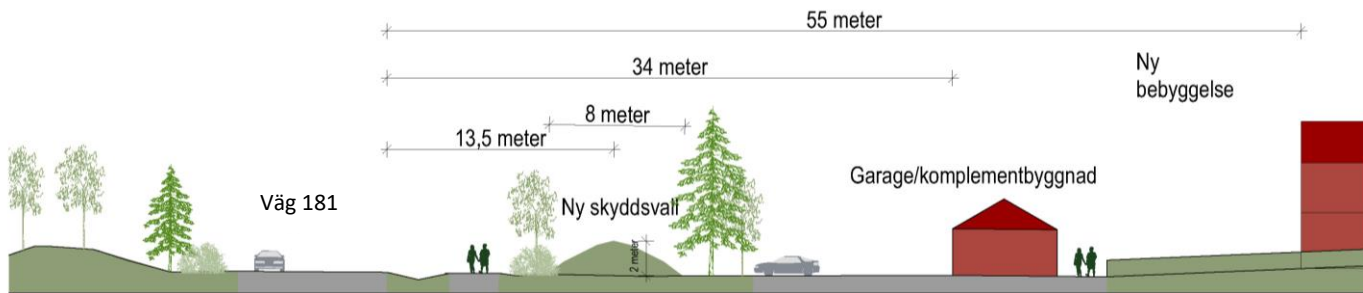 55 meter
34 meter
Ny
bebyggelse
8 meter
13,5 meter
Garage/komplementbyggnad
Väg 181
Ny skyddsvall
2 meter